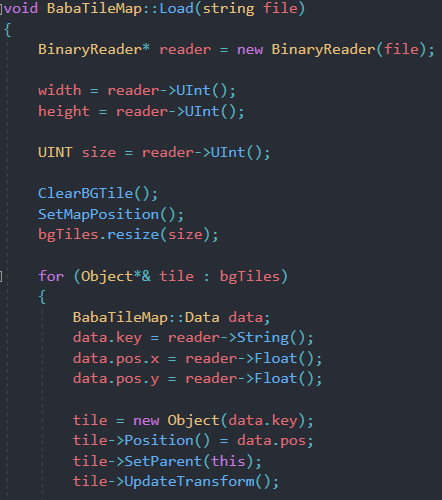 void BabaTileMap::Load(string file)
{
BinaryReader* reader = new BinaryReader(file);
width = reader->UInt();
height = reader->UInt();
UINT size = reader->UInt();
ClearBGTile();
SetMapPosition();
bgTiles.resize(size);
for (Object*& tile : bgTiles)
{
BabaTileMap::Data data;
data.key = reader->String();
data.pos.x = reader->Float();
data.pos.y = reader->Float();
tile = new Object(data.key);
tile->Position() = data.pos;
tile->SetParent(this);
tile->UpdateTransform();